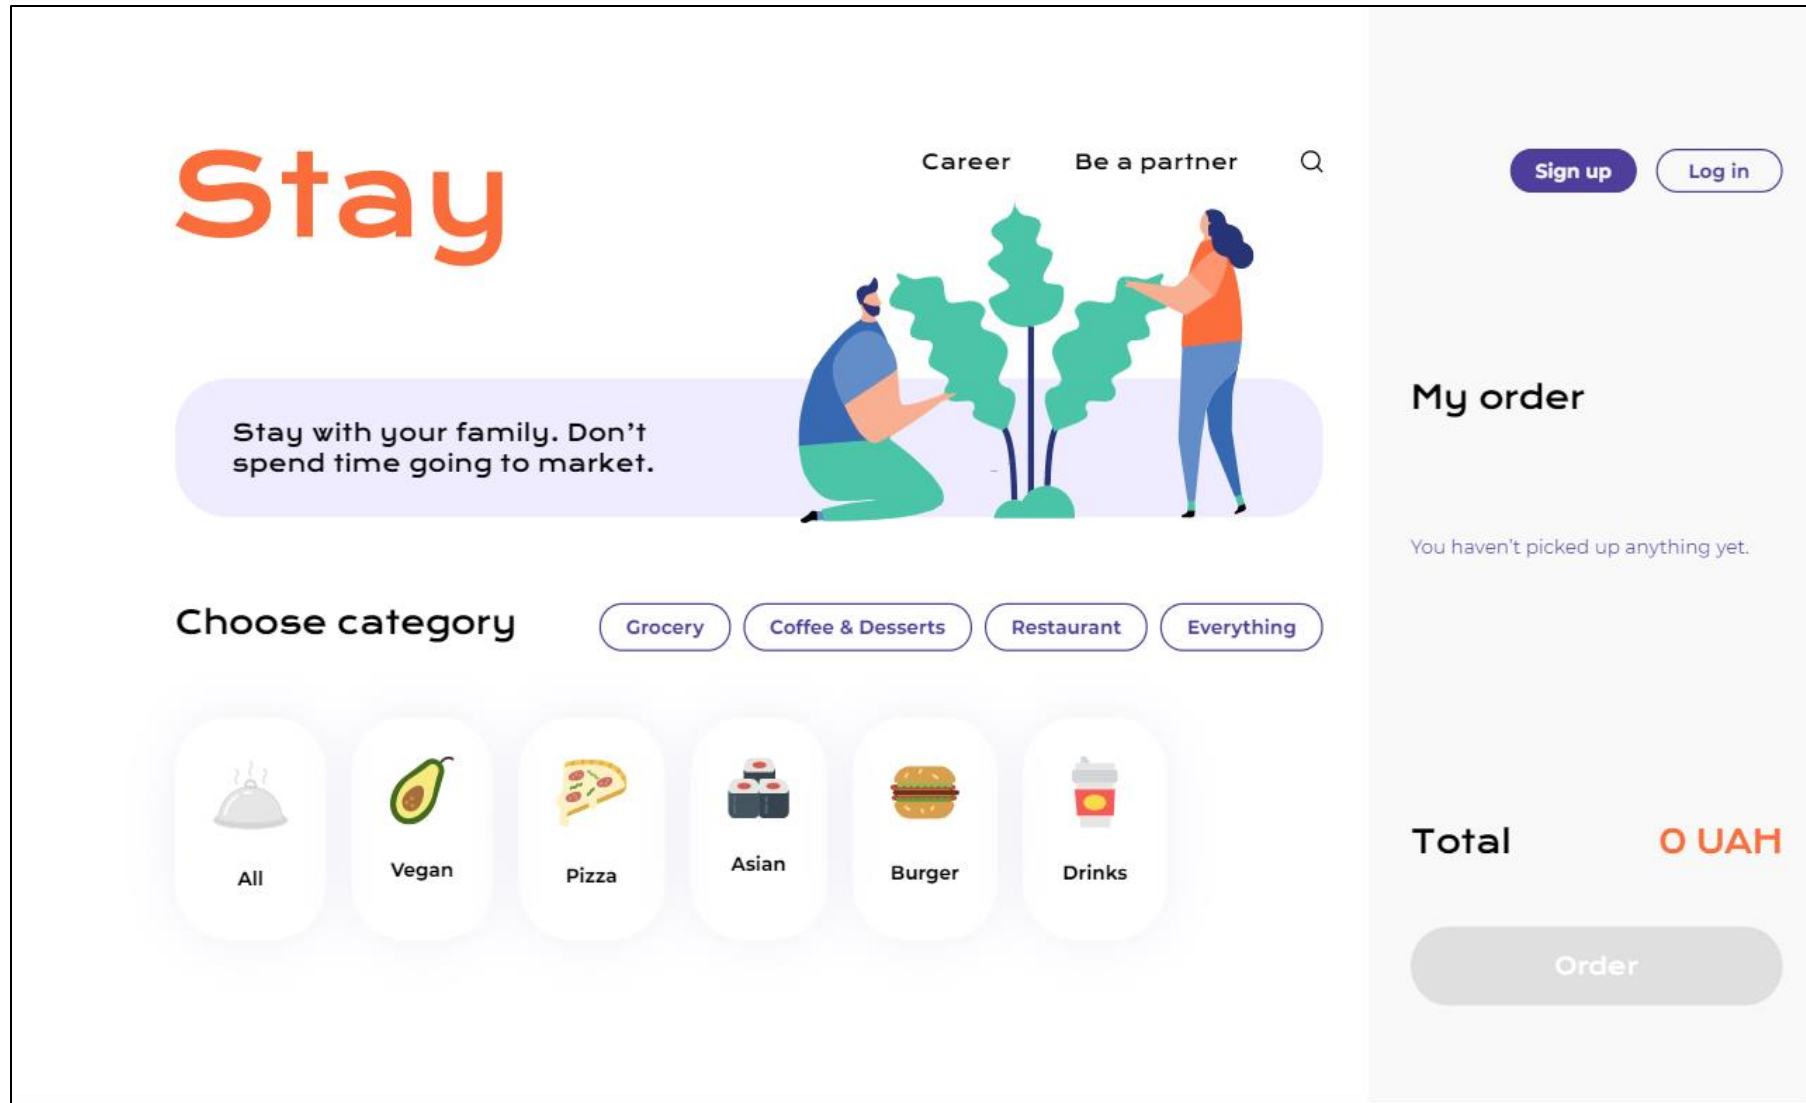 Stay
Career
Be a partner
Sign up
Log in
Stay with your family. Don't
spend time going to market.
My order
You haven't picked up anything yet.
Choose category
Grocery
Coffee & Desserts
Restaurant
Everything
All
Vegan
Pizza
Asian
Burger
Drinks
Total
0 UAH
Order